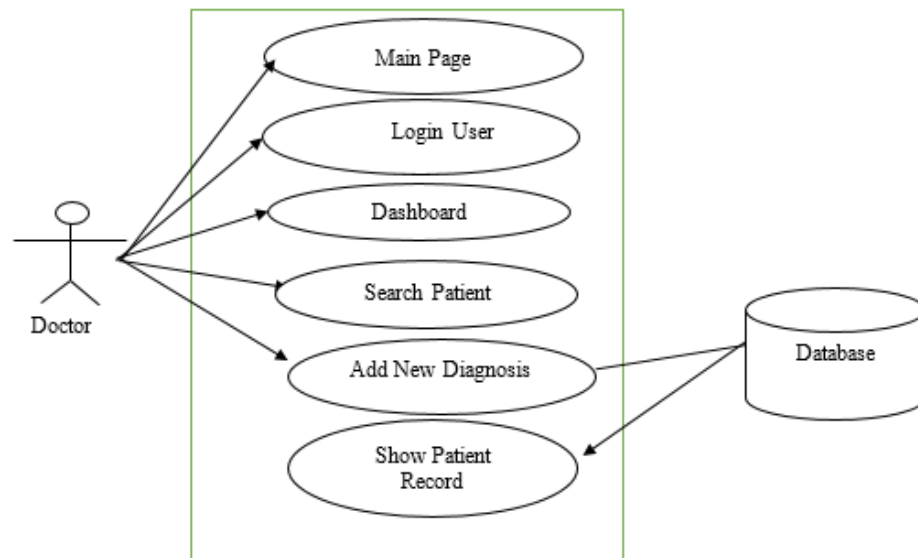 Main Page
Login User
Dashboard
Search Patient
Doctor
Database
Add New Diagnosis
Show Patient
Record